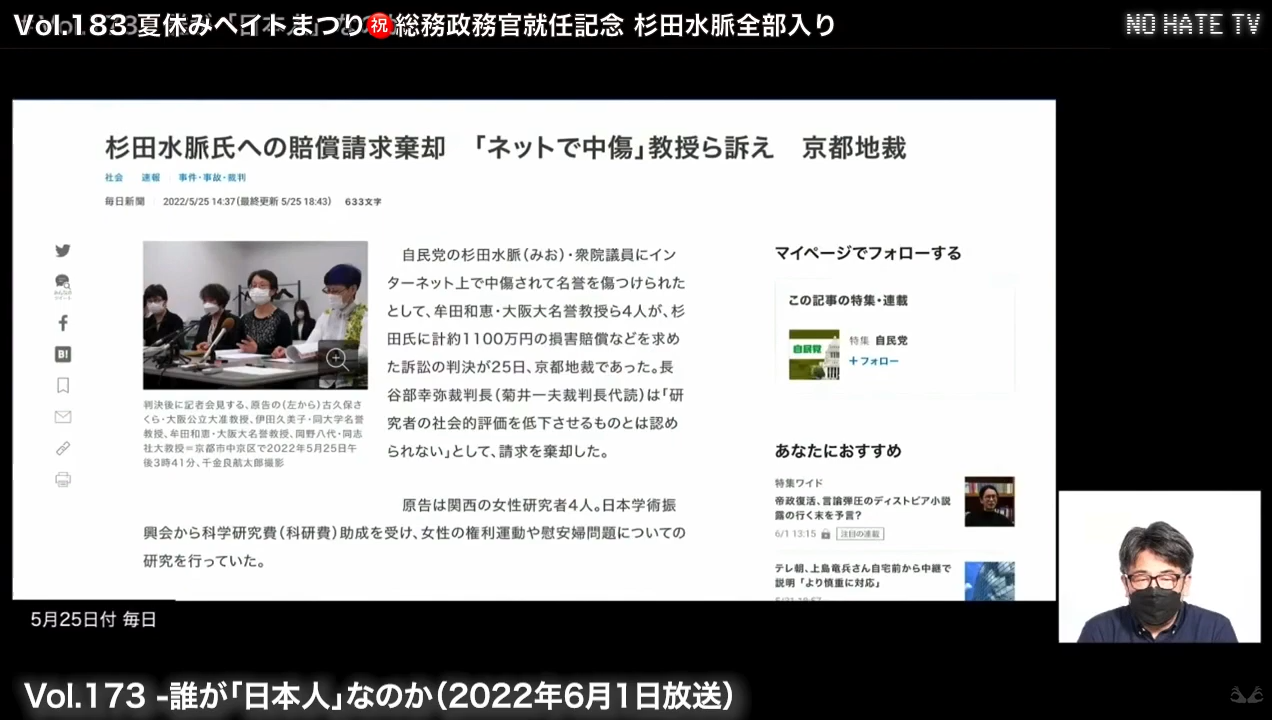 Vol.183 夏休みヘイトまつり㊗総務政務官就任記念 杉田水脈全部入り
NO HATE TV
杉田水脈氏への賠償請求棄却 「ネットで中傷」教授ら訴え 京都地裁
社会 速報 事件・事故・裁判
毎日新聞 2022/5/25 14:37(最終更新 5/25 18:43) 633文字
自民党の杉田水脈(みお)・衆院議員にイン
ターネット上で中傷されて名誉を傷つけられた
として、牟田和恵・大阪大名誉教授ら4人が、杉
田氏に計約1100万円の損害賠償などを求め
た訴訟の判決が25日、京都地裁であった。長
谷部幸弥裁判長(菊井一夫裁判長代読)は「研
究者の社会的評価を低下させるものとは認め
られない」として、請求を棄却した。
判決後に記者会見する、原告の(左から)古久保さ
くら・大阪公立大准教授、伊田久美子・同大学名誉
教授、牟田和恵・大阪大名誉教授、岡野八代・同志
社大教授=京都市中京区で2022年5月25日午
後3時41分、千金良航太郎撮影
原告は関西の女性研究者4人。日本学術振
興会から科学研究費(科研費)助成を受け、女性の権利運動や慰安婦問題についての
研究を行っていた。
マイページでフォローする
この記事の特集・連載
自民党
特集 自民党
+フォロー
あなたにおすすめ
特集ワイド
帝政復活、言論弾圧のディストピア小説
露の行く末を予言?
6/1 13:15 注目の連載
テレ朝、上島竜兵さん自宅前から中継で
説明「より慎重に対応」
5/31 18:57
B!
5月25日付 毎日
Vol.173 -誰が「日本人」なのか(2022年6月1日放送)